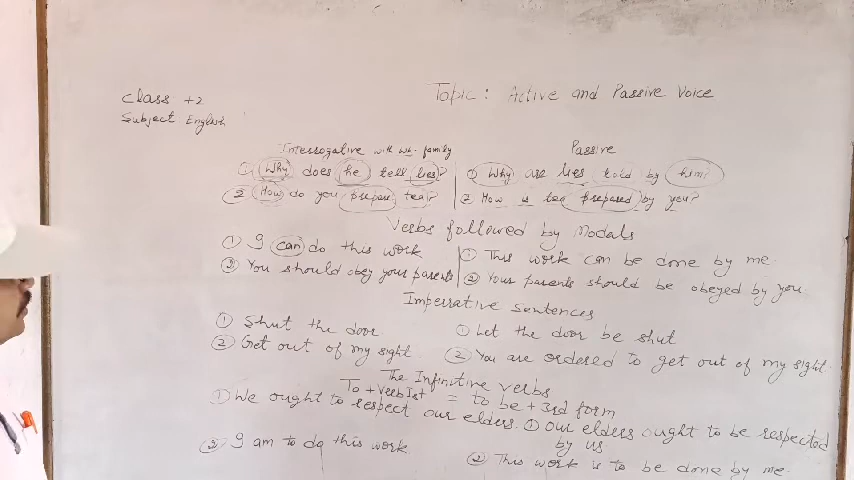 Class +2
Topic: Active and Passive Voice
Subject English
Interrogative with wh. family
Passive
① Why does he tell lies?
① Why are lies told by him?
② How do you prepare tea?
② How is tea prepared by you?
Verbs followed by Modals
① I can do this work
① This work can be done by me.
② You should obey your parents
② Your parents should be obeyed by you.
Imperative Sentences
① Shut the door
① Let the door be shut
② Get out of my sight.
② You are ordered to get out of my sight.
The Infinitive verbs
To + Verb Ist = to be + 3rd form
① We ought to respect our elders.
① our elders ought to be respected by us.
② I am to do this work.
② This work is to be done by me.